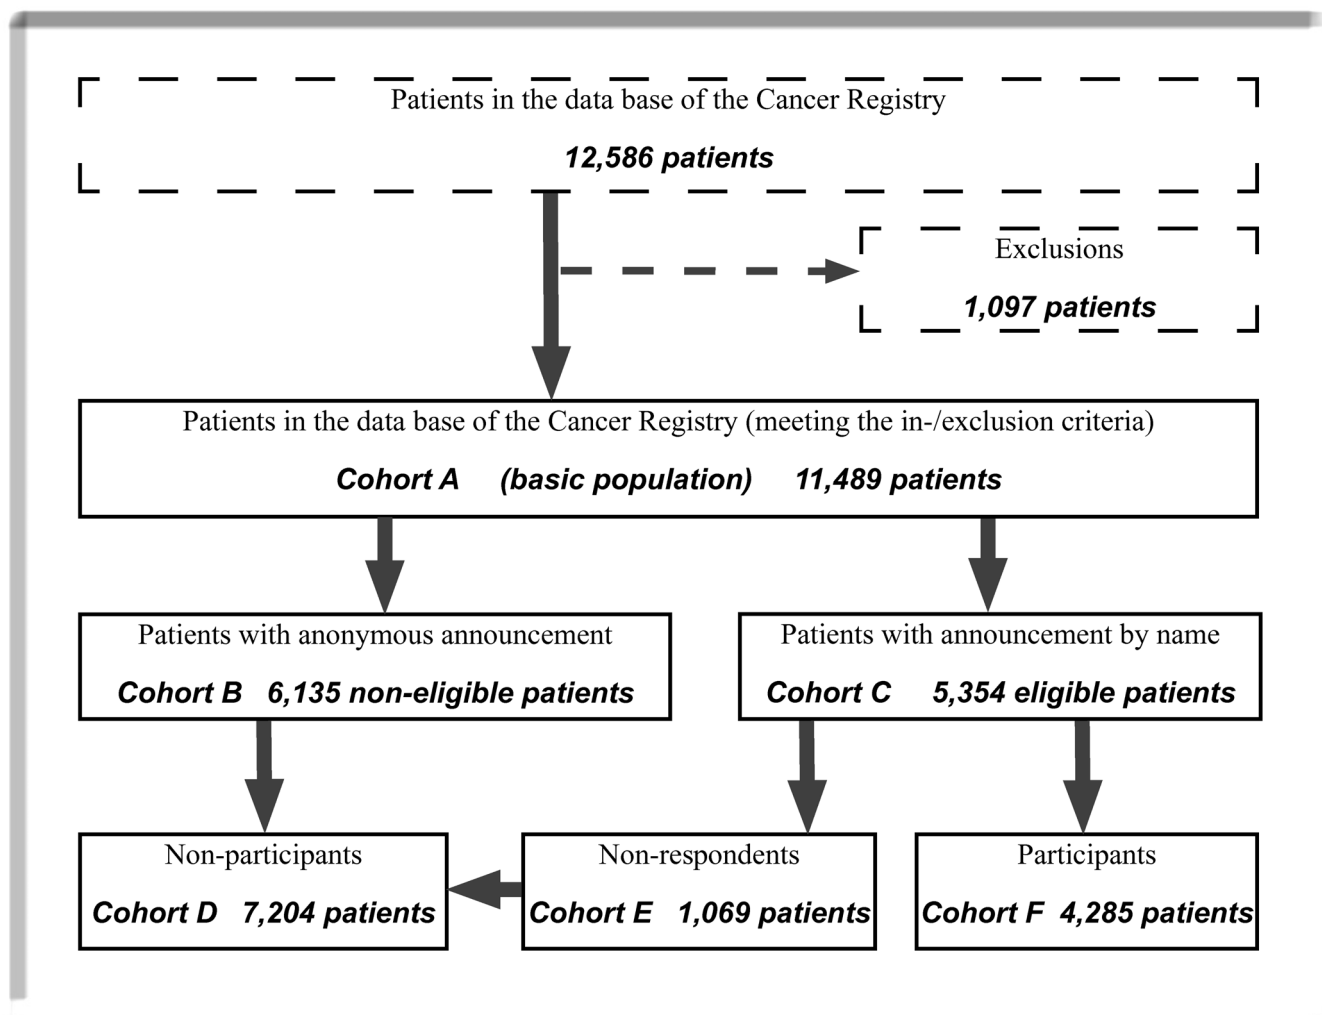 Patients in the data base of the Cancer Registry
12,586 patients
Exclusions
1,097 patients
Patients in the data base of the Cancer Registry (meeting the in-/exclusion criteria)
Cohort A (basic population) 11,489 patients
Patients with anonymous announcement
Cohort B 6,135 non-eligible patients
Patients with announcement by name
Cohort C 5,354 eligible patients
Non-participants
Cohort D 7,204 patients
Non-respondents
Cohort E 1,069 patients
Participants
Cohort F 4,285 patients